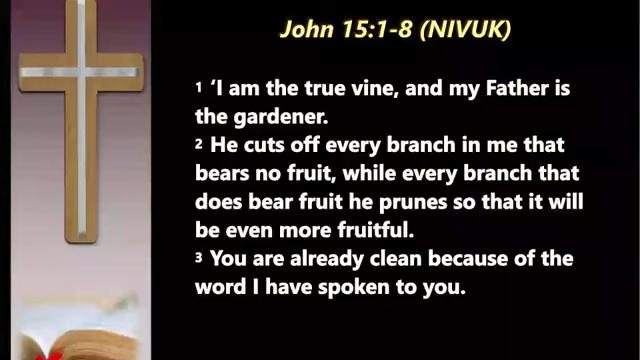 John 15:1-8 (NIVUK)
1 ‘I am the true vine, and my Father is
the gardener.
2 He cuts off every branch in me that
bears no fruit, while every branch that
does bear fruit he prunes so that it will
be even more fruitful.
3 You are already clean because of the
word I have spoken to you.